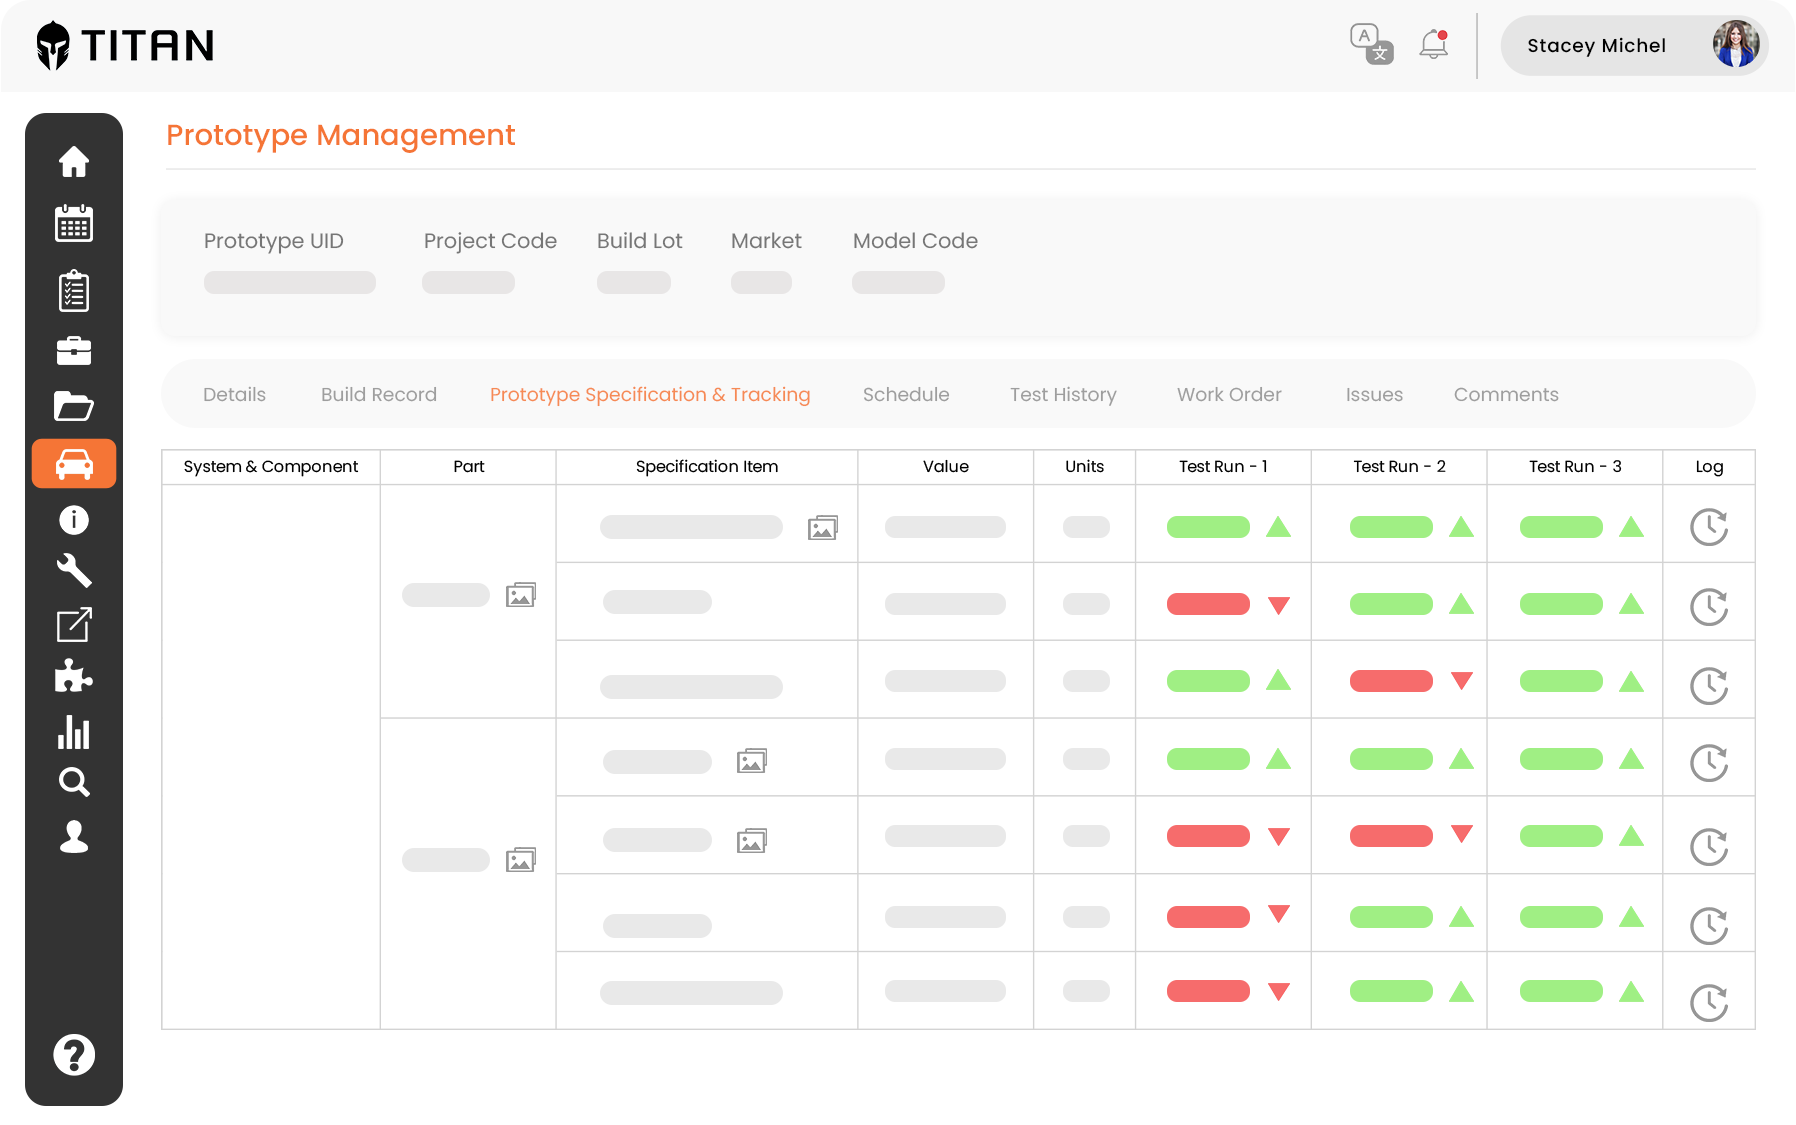 TITAN
A 文
Stacey Michel
Prototype Management
Prototype UID Project Code Build Lot Market Model Code
Details Build Record Prototype Specification & Tracking Schedule Test History Work Order Issues Comments
System & Component Part Specification Item Value Units Test Run - 1 Test Run - 2 Test Run - 3 Log